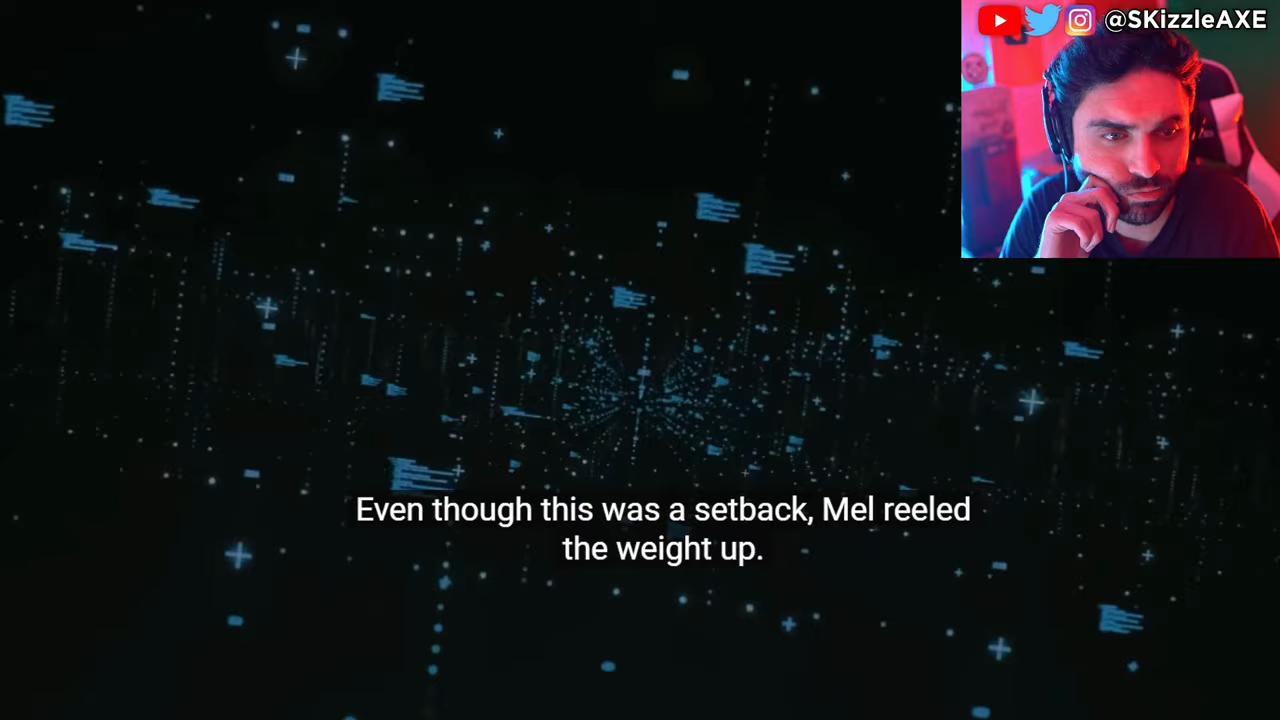 @SKizzleAXE
Even though this was a setback, Mel reeled
the weight up.